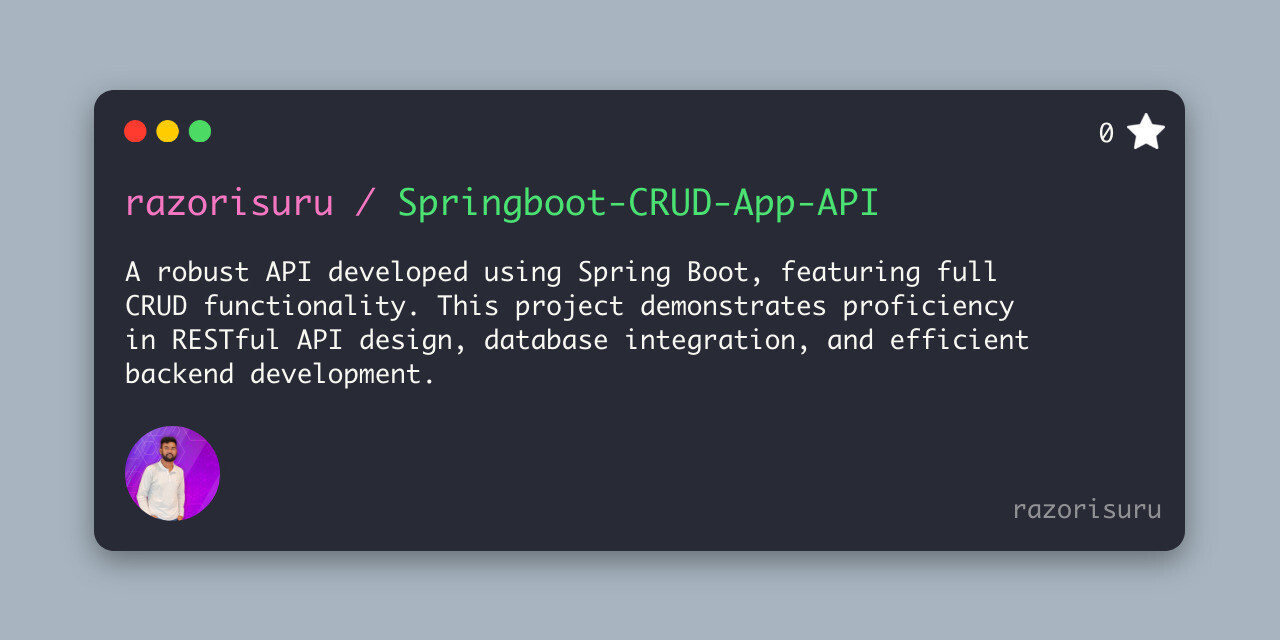 0
razorisuru / Springboot-CRUD-App-API
A robust API developed using Spring Boot, featuring full
CRUD functionality. This project demonstrates proficiency
in RESTful API design, database integration, and efficient
backend development.
razorisuru